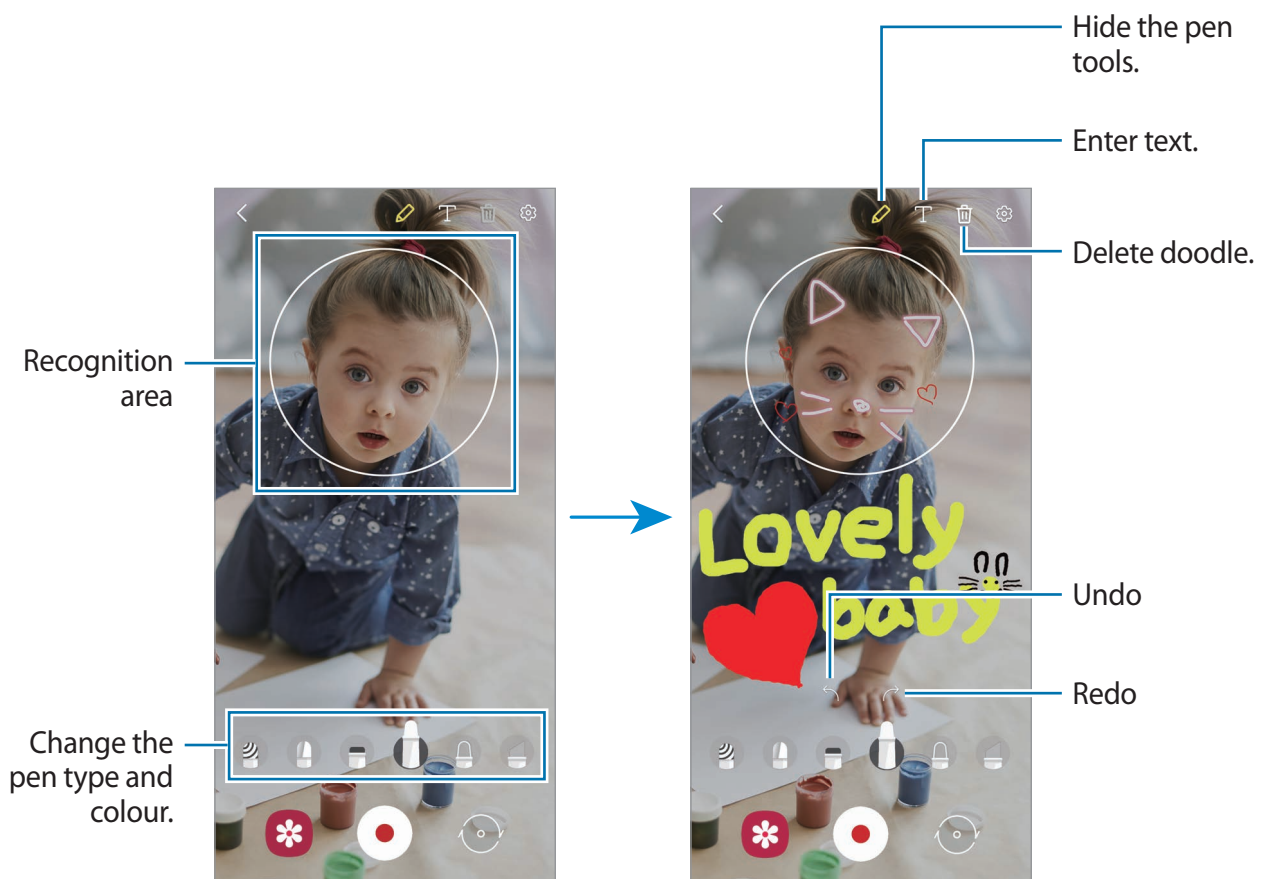 Hide the pen
tools.
Enter text.
Delete doodle.
Recognition
area
Lovely
baby
Undo
Redo
Change the
pen type and
colour.